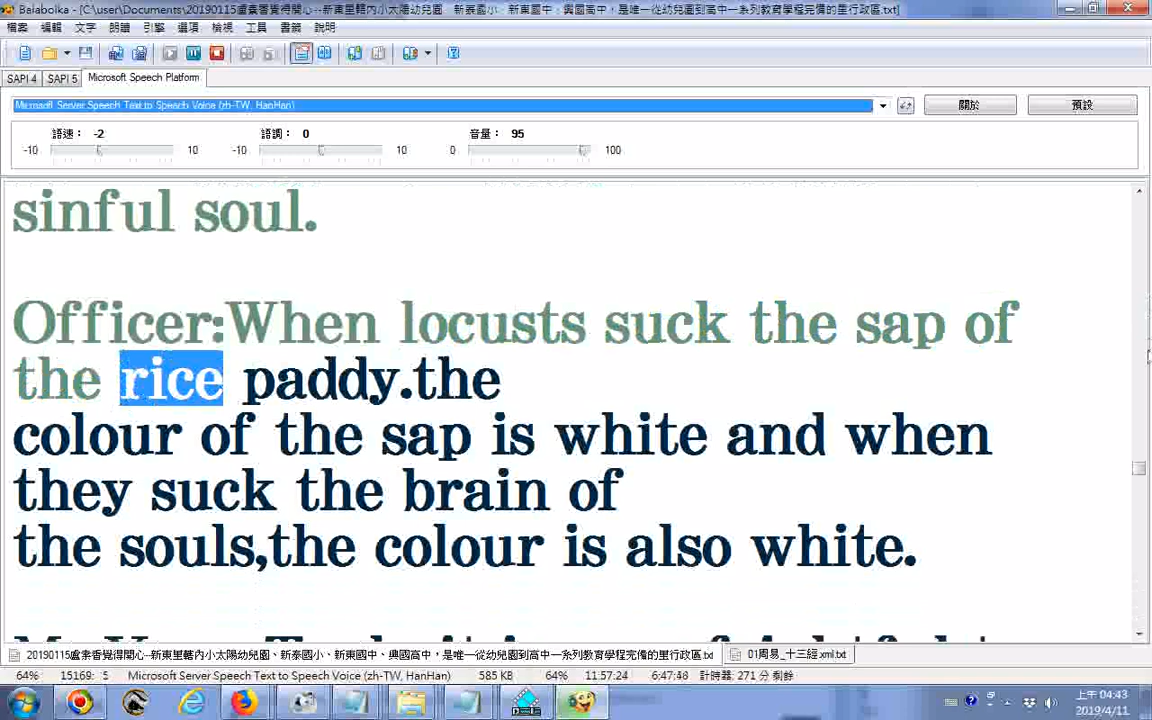 Balabolka - [C:\user\Documents\20190115盧素香覺得開心--新東里轄內小太陽幼兒園、新泰國小、新東國中、興國高中，是唯一從幼兒園到高中一系列教育學程完備的里行政區.txt]
檔案 編輯 文字 朗讀 引擎 選項 檢視 工具 書籤 說明
SAPI 4 SAPI 5 Microsoft Speech Platform
Microsoft Server Speech Text to Speech Voice (zh-TW, HanHan) 關於 預設
語速： -2 語調： 0 音量： 95
-10 10 -10 10 0 100
sinful soul.
Officer:When locusts suck the sap of
the rice paddy.the
colour of the sap is white and when
they suck the brain of
the souls,the colour is also white.
20190115盧素香覺得開心--新東里轄內小太陽幼兒園、新泰國小、新東國中、興國高中，是唯一從幼兒園到高中一系列教育學程完備的里行政區.txt 01周易_十三經.xml.txt
64% 15169: 5 Microsoft Server Speech Text to Speech Voice (zh-TW, HanHan) 585 KB 64% 11:57:24 6:47:48 計時器: 271 分 剩餘
上午 04:43
2019/4/11